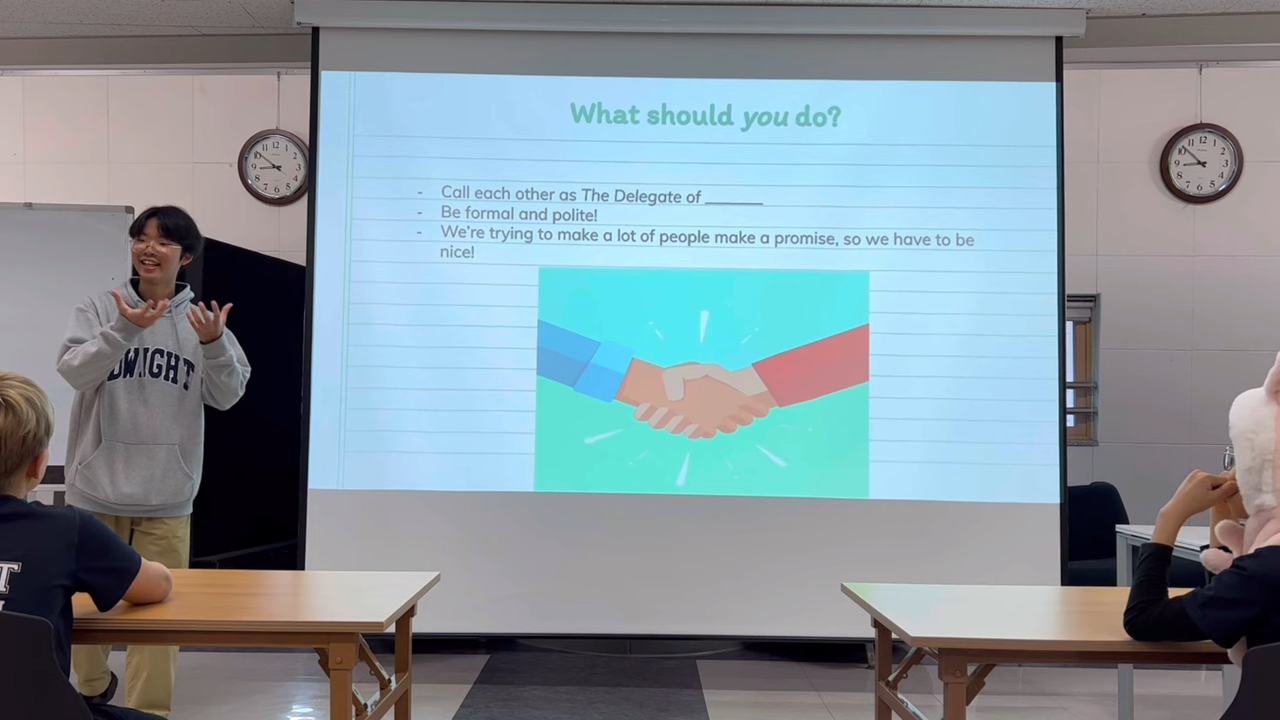 What should you do?
- Call each other as The Delegate of ______
- Be formal and polite!
- We're trying to make a lot of people make a promise, so we have to be
nice!
DWIGHT